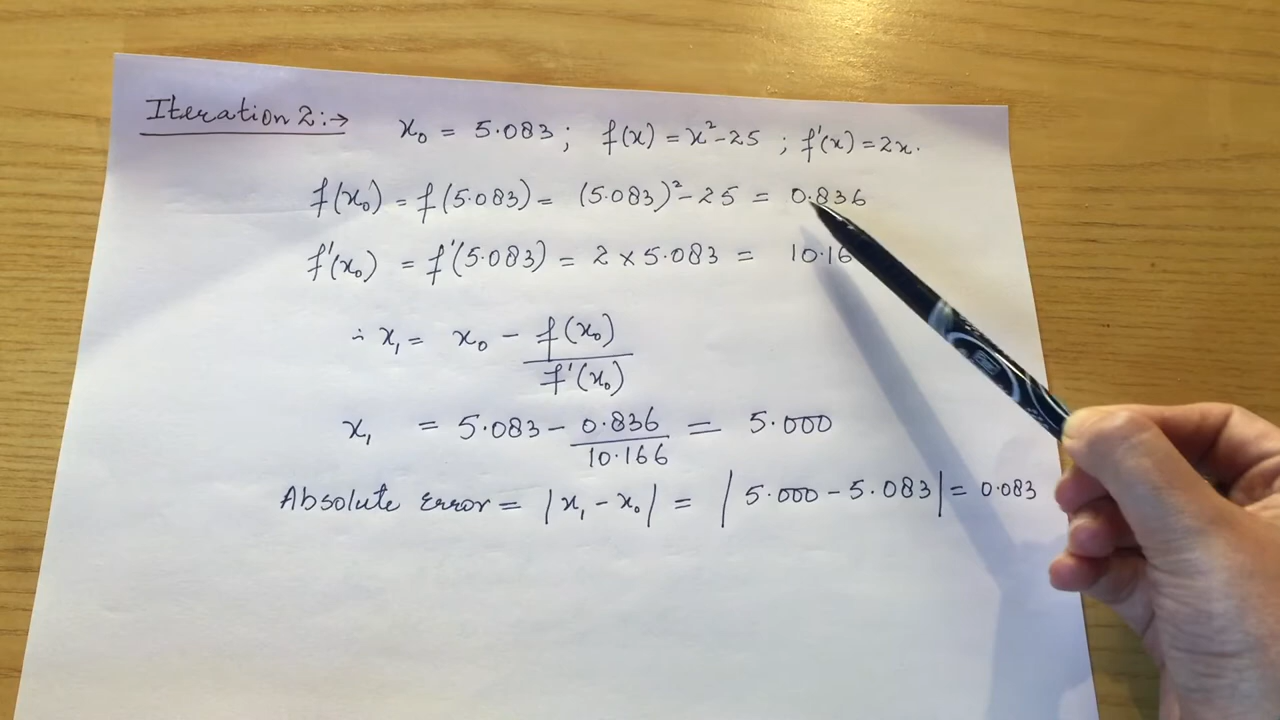 Iteration 2:→
x₀ = 5.083 ; f(x) = x² - 25 ; f'(x) = 2x.
f(x₀) = f(5.083) = (5.083)² - 25 = 0.836
f'(x₀) = f'(5.083) = 2 × 5.083 = 10.16
∴ x₁ = x₀ - f(x₀) / f'(x₀)
x₁ = 5.083 - 0.836 / 10.166 = 5.000
Absolute Error = |x₁ - x₀| = |5.000 - 5.083| = 0.083